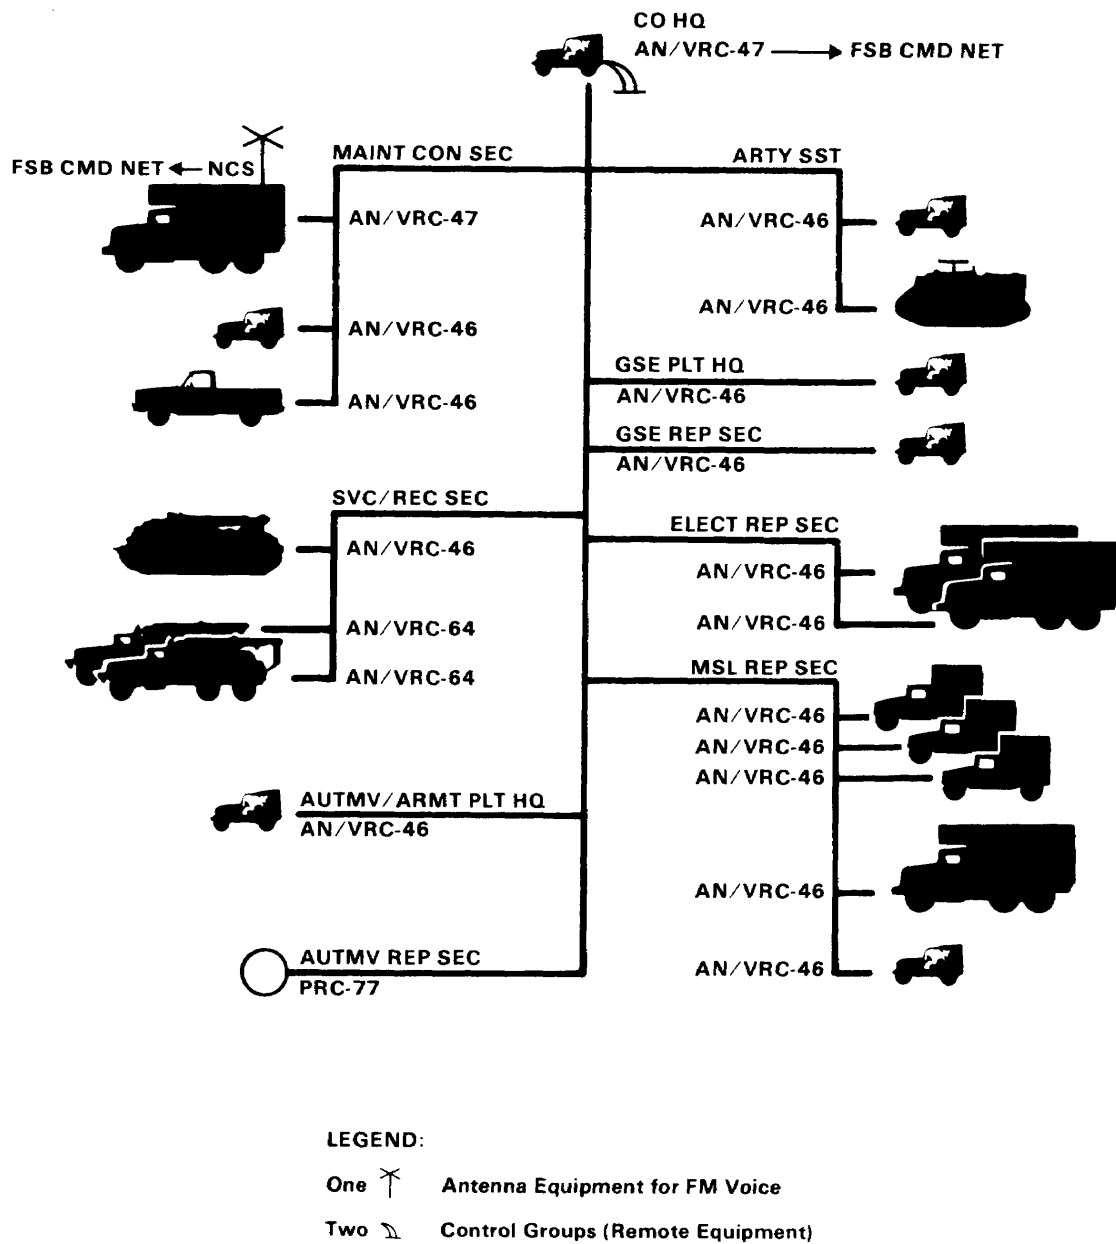 CO HQ
AN/VRC-47 FSB CMD NET
MAINT CON SEC
FSB CMD NET NCS
AN/VRC-47
AN/VRC-46
AN/VRC-46
ARTY SST
AN/VRC-46
AN/VRC-46
GSE PLT HQ
AN/VRC-46
GSE REP SEC
AN/VRC-46
SVC/REC SEC
AN/VRC-46
AN/VRC-64
AN/VRC-64
ELECT REP SEC
AN/VRC-46
AN/VRC-46
MSL REP SEC
AN/VRC-46
AN/VRC-46
AN/VRC-46
AN/VRC-46
AN/VRC-46
AUTMV/ARMT PLT HQ
AN/VRC-46
AUTMV REP SEC
PRC-77
LEGEND:
One Antenna Equipment for FM Voice
Two Control Groups (Remote Equipment)